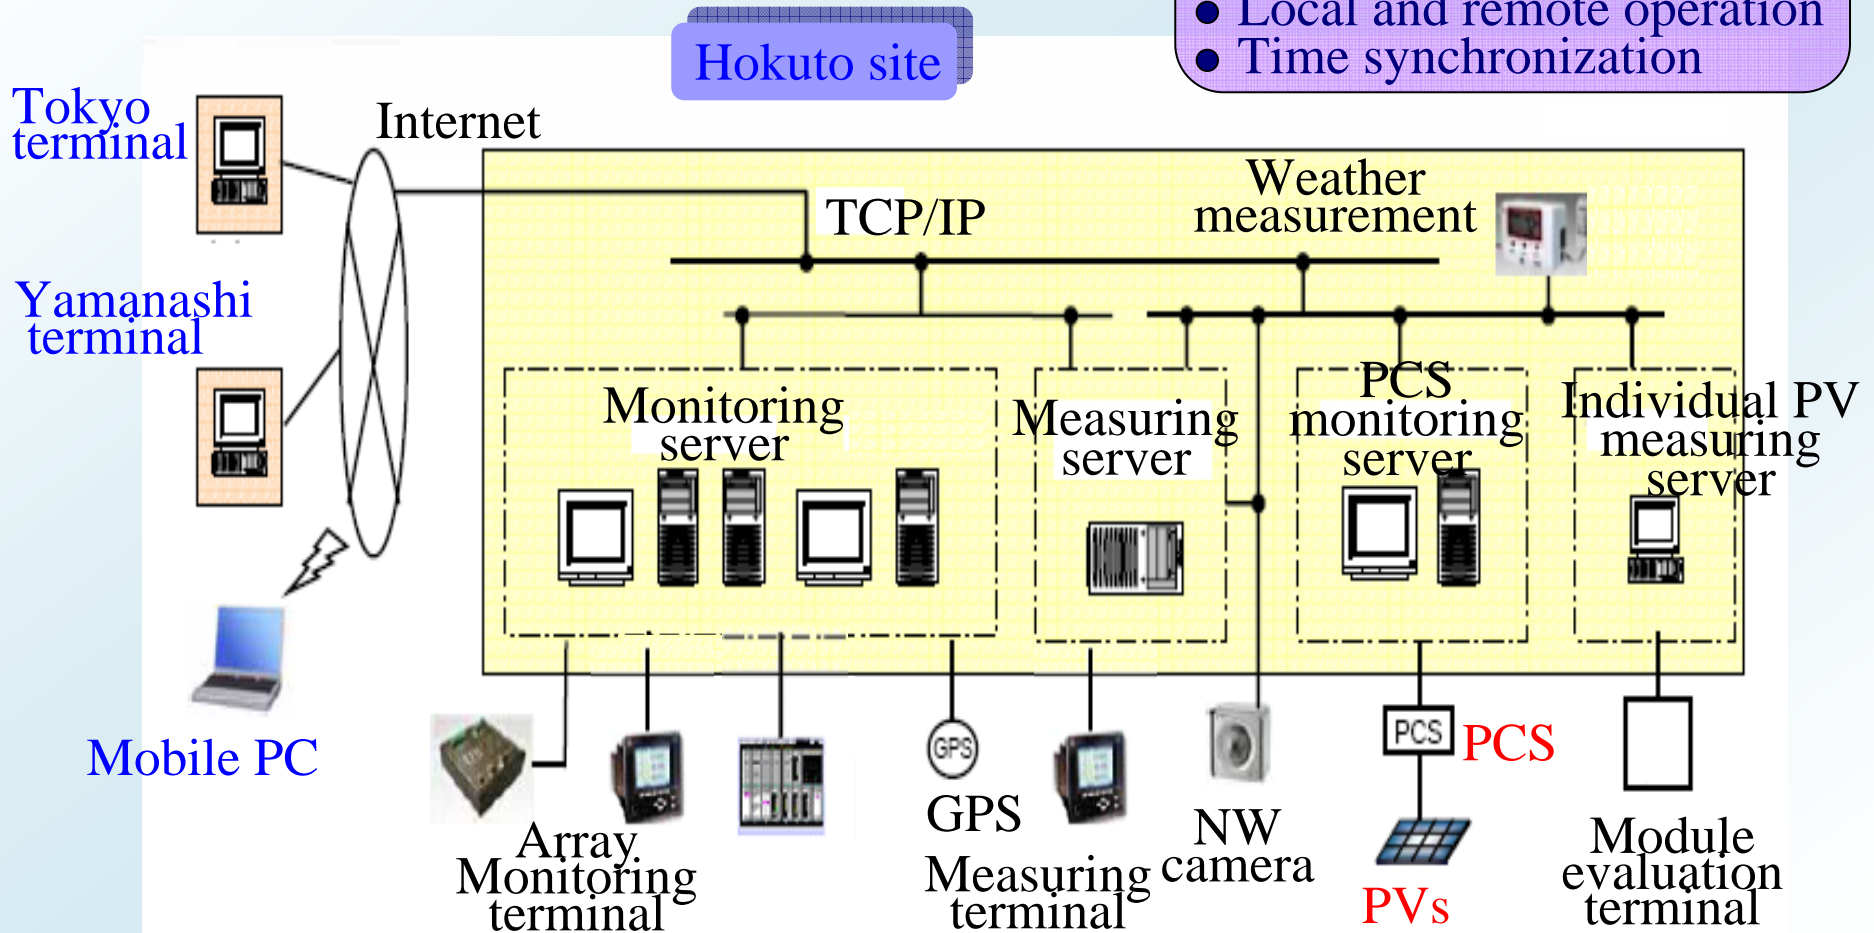 Local and remote operation
Time synchronization
Hokuto site
Tokyo
terminal
Internet
TCP/IP
Weather
measurement
Yamanashi
terminal
Monitoring
server
Measuring
server
PCS
monitoring
server
Individual PV
measuring
server
Mobile PC
GPS
GPS
PCS
PCS
Array
Monitoring
terminal
Measuring
terminal
NW
camera
PVs
Module
evaluation
terminal